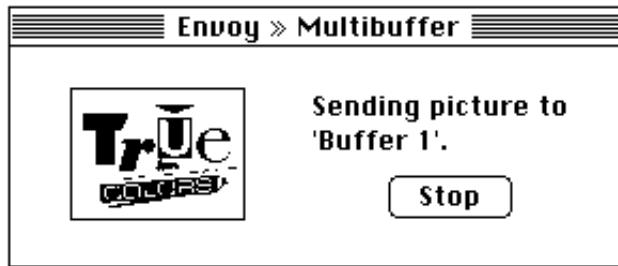 Envoy » Multibuffer
True
COLORS!
Sending picture to
'Buffer 1'.
Stop